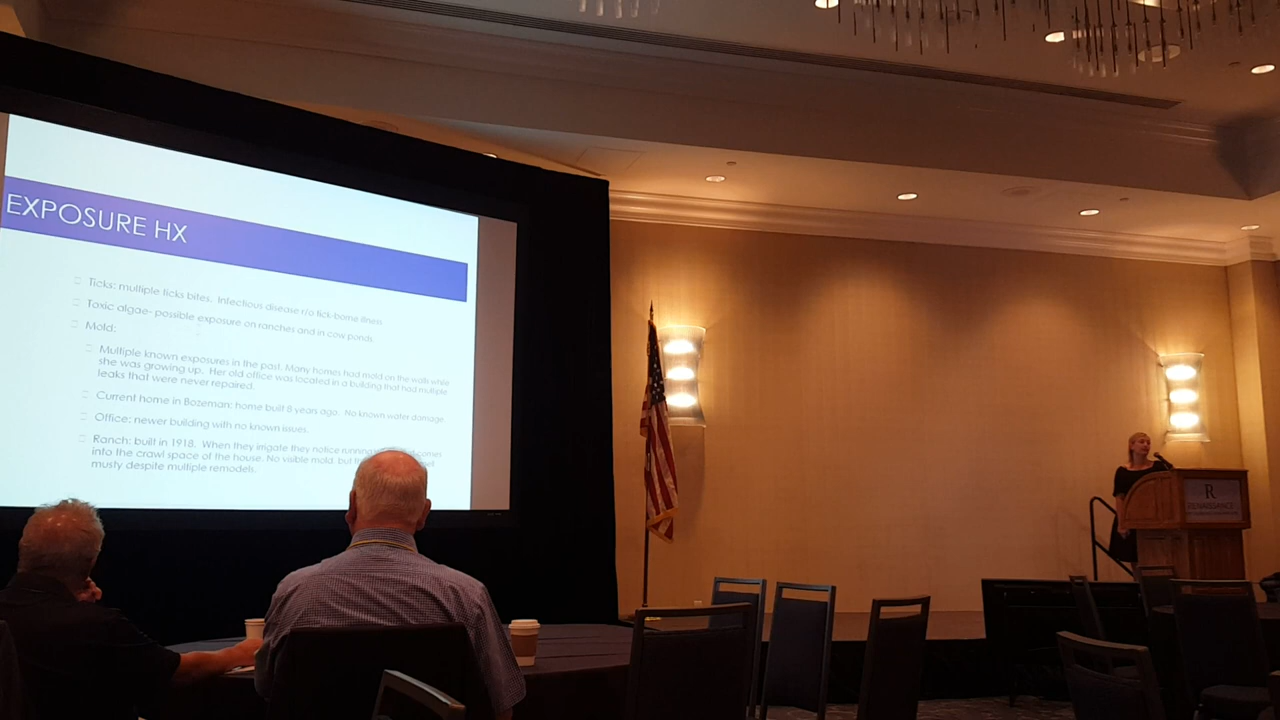 EXPOSURE HX
Ticks: multiple ticks bites. Infectious disease r/o tick-borne illness
Toxic algae- possible exposure on ranches and in cow ponds.
Mold:
Multiple known exposures in the past. Many homes had mold on the walls while
she was growing up. Her old office was located in a building that had multiple
leaks that were never repaired.
Current home in Bozeman: home built 8 years ago. No known water damage.
Office: newer building with no known issues.
Ranch: built in 1918. When they irrigate they notice running
into the crawl space of the house. No visible mold, but
musty despite multiple remodels.
R
RENAISSANCE